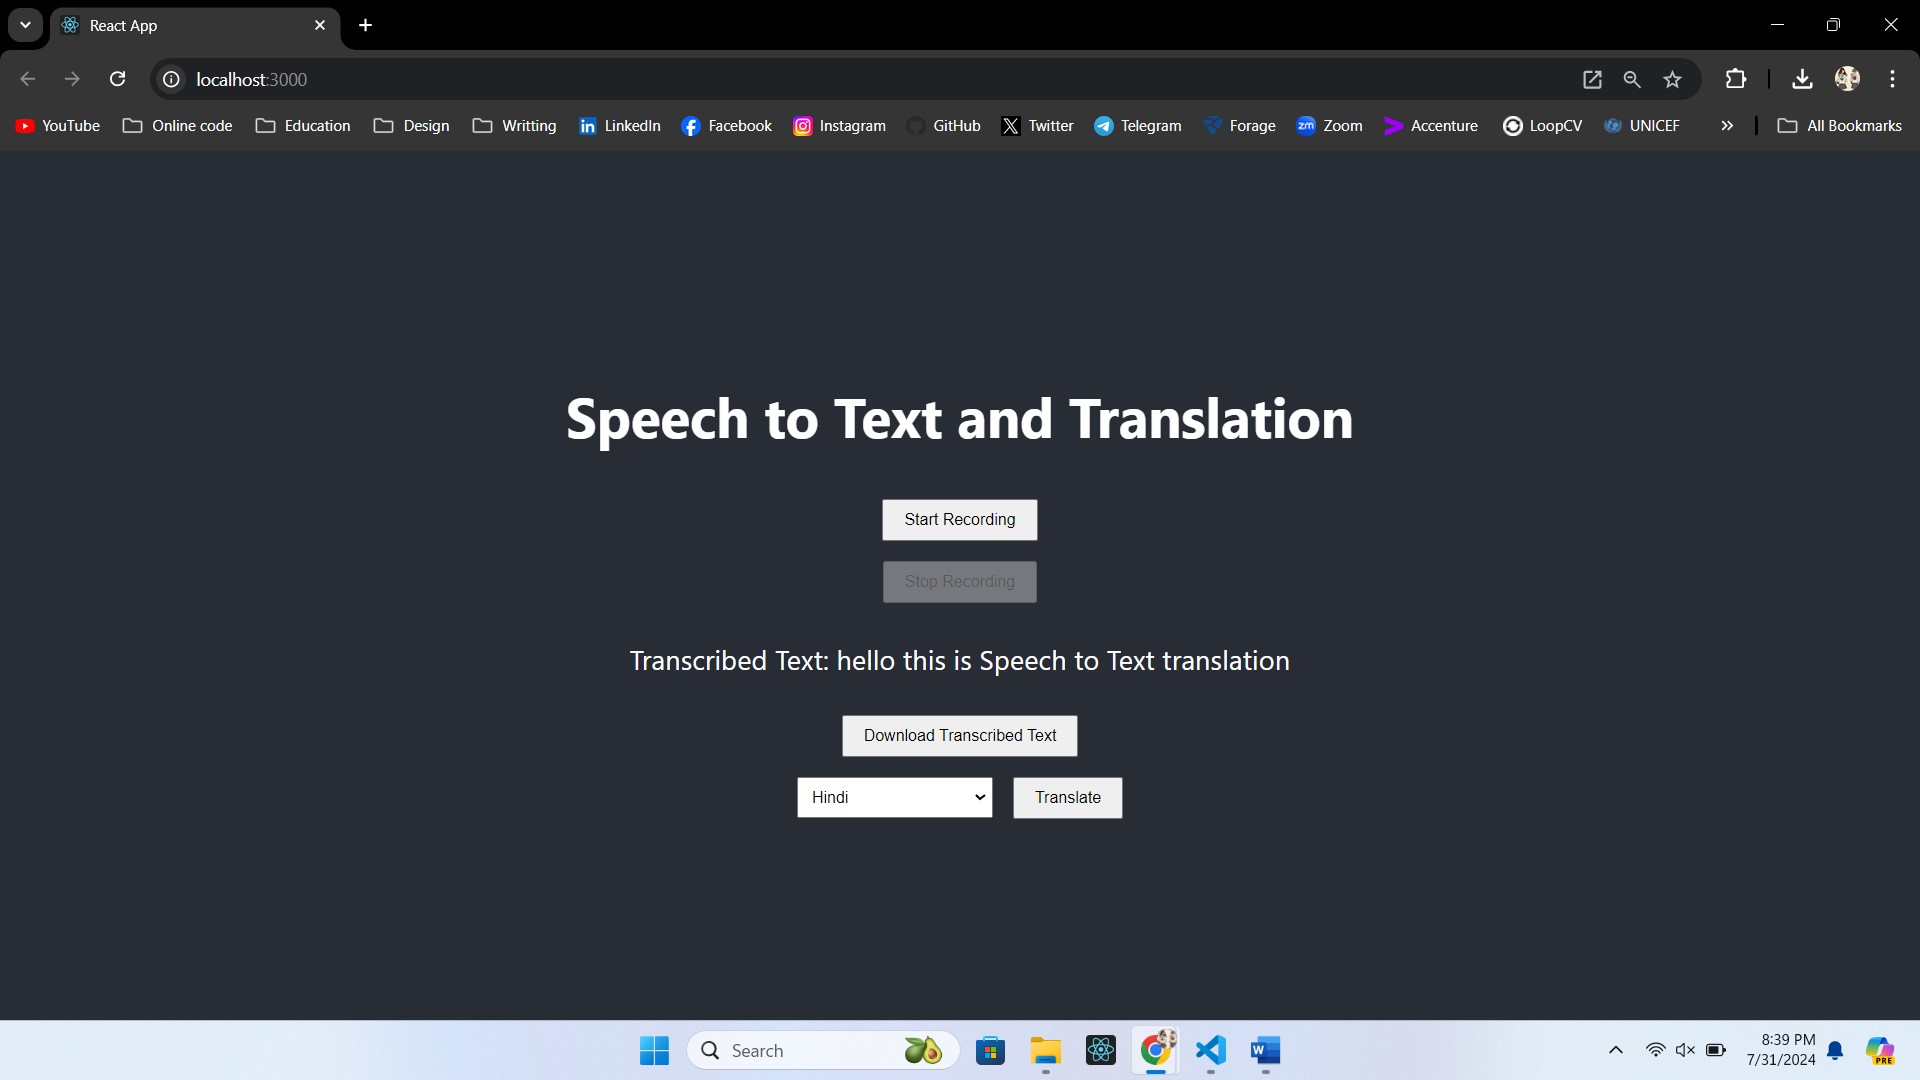 React App
localhost:3000
YouTube Online code Education Design Writting LinkedIn Facebook Instagram GitHub Twitter Telegram Forage zm Zoom Accenture LoopCV UNICEF All Bookmarks
Speech to Text and Translation
Start Recording
Stop Recording
Transcribed Text: hello this is Speech to Text translation
Download Transcribed Text
Hindi Translate
Search
W
8:39 PM
7/31/2024
PRE